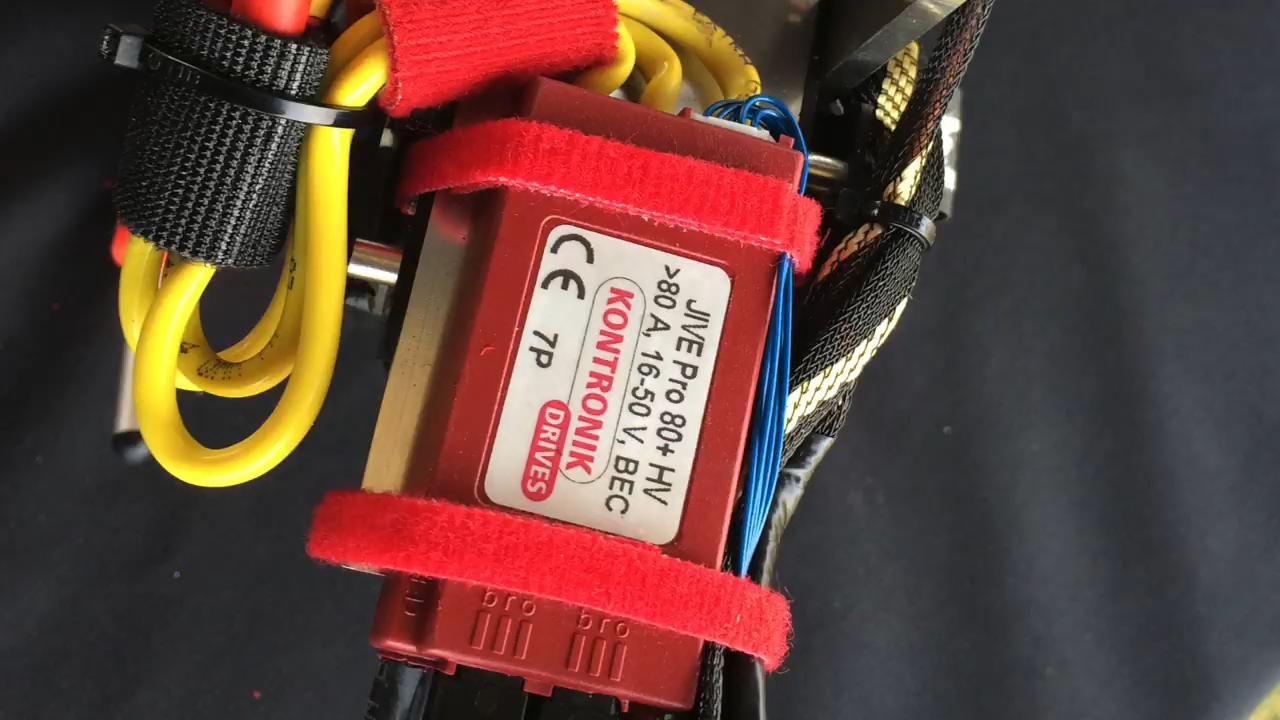 JIVE Pro 80+ HV
>80 A, 16-50 V, BEC
KONTRONIK
DRIVES
CE
7P
bro
bro